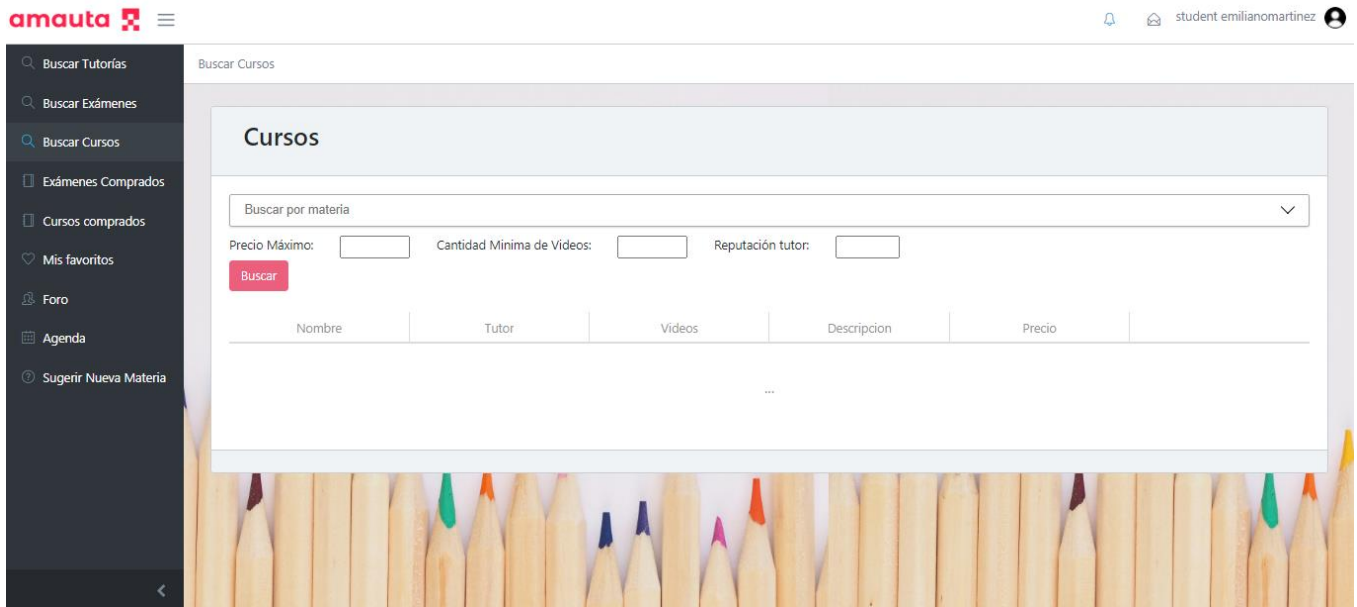 amauta
student emilianomartinez
Buscar Tutorías
Buscar Exámenes
Buscar Cursos
Exámenes Comprados
Cursos comprados
Mis favoritos
Foro
Agenda
Sugerir Nueva Materia
Buscar Cursos
Cursos
Buscar por materia
Precio Máximo: Cantidad Minima de Videos: Reputación tutor:
Buscar
Nombre Tutor Videos Descripcion Precio
...